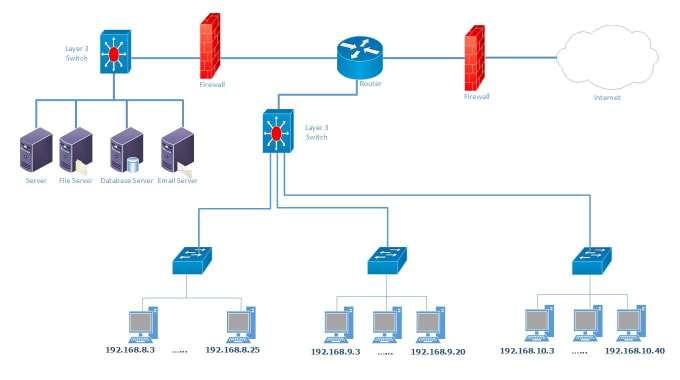 Layer 3
Switch
Firewall
Router
Firewall
Internet
Layer 3
Switch
Server
File Server
Database Server
Email Server
192.168.8.3 ...... 192.168.8.25
192.168.9.3 ...... 192.168.9.20
192.168.10.3 ...... 192.168.10.40